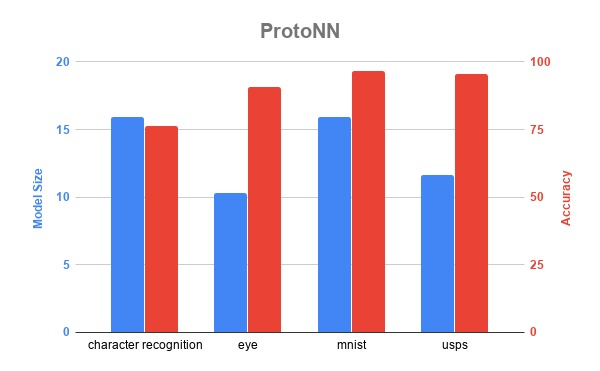 ProtoNN
20 100
15 75
10 50
5 25
0 0
Model Size
Accuracy
character recognition eye mnist usps